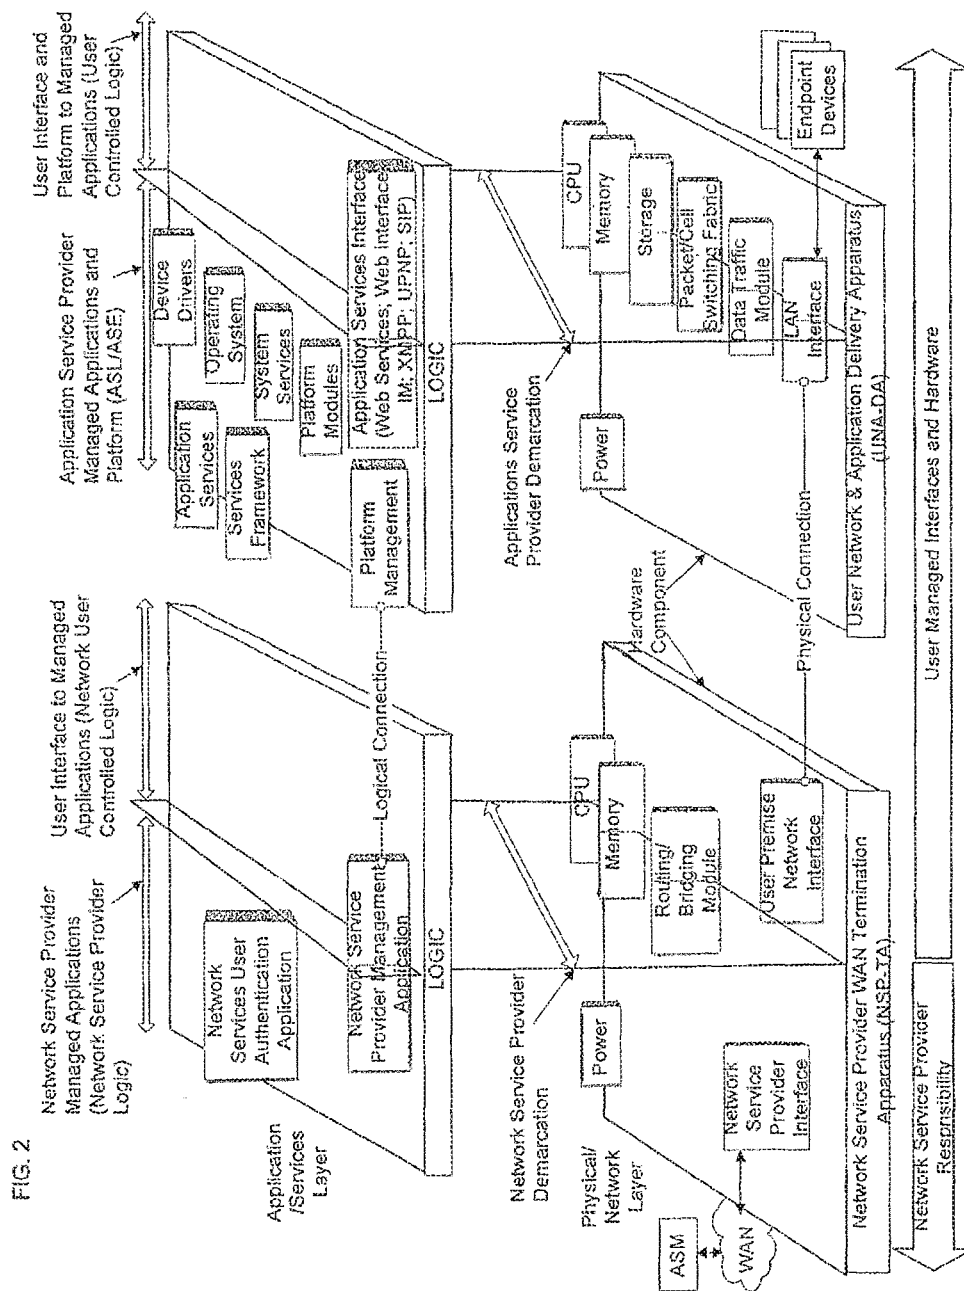 FIG. 2
Network Service Provider
Managed Applications
(Network Service Provider
Logic)
User Interface to Managed
Applications (Network User
Controlled Logic)
Application Service Provider
Managed Applications and
Platform (ASL/ASE)
User Interface and
Platform to Managed
Applications (User
Controlled Logic)
Application
/Services
Layer
Network
Services User
Authentication
Application
Network Service
Provider Management
Application
LOGIC
Logical Connection
Application
Services
Services
Framework
Platform
Management
Device
Drivers
Operating
System
System
Services
Platform
Modules
Application Services Interface
(Web Services; Web Interface;
IM; XMPP; UPNP; SIP)
LOGIC
Network Service Provider
Demarcation
Applications Service
Provider Demarcation
Physical/
Network
Layer
ASM
WAN
Network
Service
Provider
Interface
Power
CPU
Memory
Routing/
Bridging
Module
User Premise
Network
Interface
Hardware
Component
Physical Connection
Power
CPU
Memory
Storage
Packet/Cell
Switching Fabric
Data Traffic
Module
LAN
Interface
Endpoint
Devices
Network Service Provider WAN Termination
Apparatus (NSP-TA)
User Network & Application Delivery Apparatus
(UNA-DA)
Network Service Provider
Respnsibility
User Managed Interfaces and Hardware